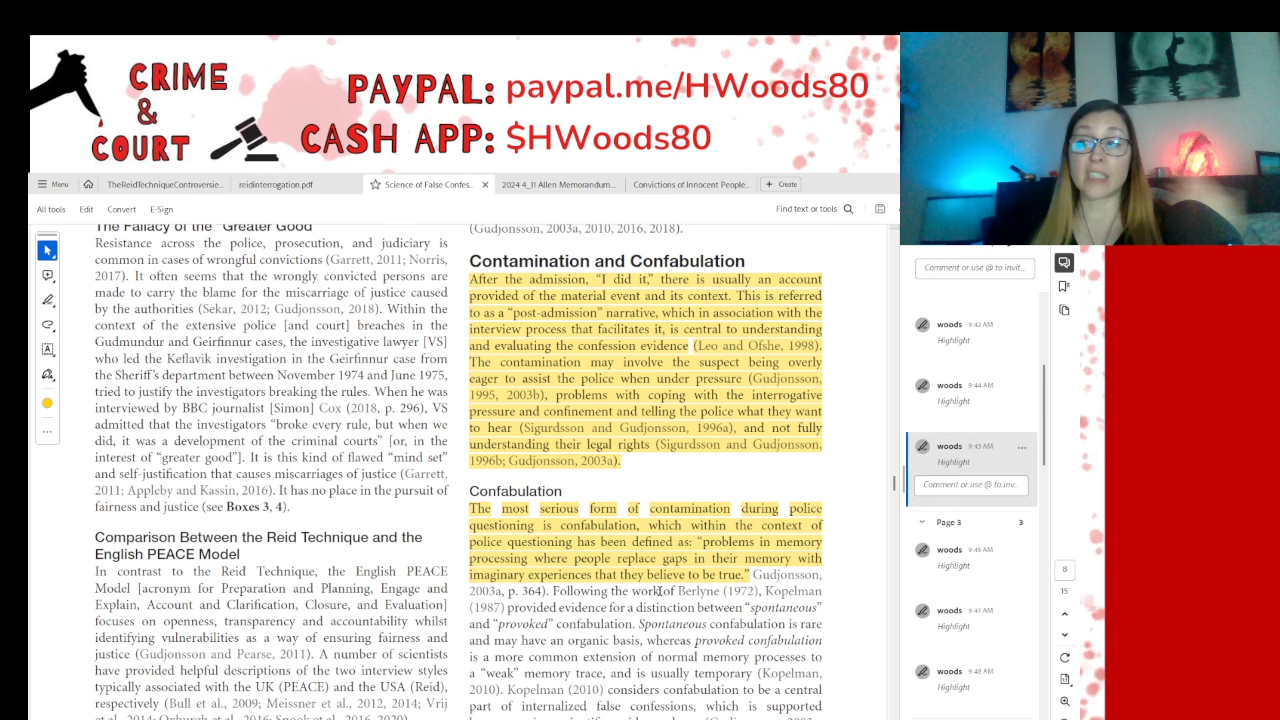 CRIME
&
COURT
PAYPAL: paypal.me/HWoods80
CASH APP: $HWoods80
Menu
TheReidTechniqueControversie...
reidinterrogation.pdf
Science of False Confes...
2024 4_11 Allen Memorandum...
Convictions of Innocent People...
+ Create
All tools Edit Convert E-Sign
Find text or tools
The Fallacy of the "Greater Good"
Resistance across the police, prosecution, and judiciary is
common in cases of wrongful convictions (Garrett, 2011; Norris,
2017). It often seems that the wrongly convicted persons are
made to carry the blame for the miscarriage of justice caused
by the authorities (Sekar, 2012; Gudjonsson, 2018). Within the
context of the extensive police [and court] breaches in the
Gudmundur and Geirfinnur cases, the investigative lawyer [VS]
who led the Keflavik investigation in the Geirfinnur case from
the Sheriff's department between November 1974 and June 1975,
tried to justify the investigators breaking the rules. When he was
interviewed by BBC journalist [Simon] Cox (2018, p. 296), VS
admitted that the investigators "broke every rule, but when we
did, it was a development of the criminal courts" [or, in the
interest of "greater good"]. It is this kind of flawed "mind set"
and self-justification that causes miscarriages of justice (Garrett,
2011; Appleby and Kassin, 2016). It has no place in the pursuit of
fairness and justice (see Boxes 3, 4).
Comparison Between the Reid Technique and the
English PEACE Model
In contrast to the Reid Technique, the English PEACE
Model [acronym for Preparation and Planning, Engage and
Explain, Account and Clarification, Closure, and Evaluation]
focuses on openness, transparency and accountability whilst
identifying vulnerabilities as a way of ensuring fairness and
justice (Gudjonsson and Pearse, 2011). A number of scientists
have provided helpful descriptions of the two interview styles
typically associated with the UK (PEACE) and the USA (Reid),
respectively (Bull et al., 2009; Meissner et al., 2012, 2014; Vrij
et al., 2014; Oxburgh et al., 2016; Snook et al., 2016, 2020).
(Gudjonsson, 2003a, 2010, 2016, 2018).
Contamination and Confabulation
After the admission, "I did it," there is usually an account
provided of the material event and its context. This is referred
to as a "post-admission" narrative, which in association with the
interview process that facilitates it, is central to understanding
and evaluating the confession evidence (Leo and Ofshe, 1998).
The contamination may involve the suspect being overly
eager to assist the police when under pressure (Gudjonsson,
1995, 2003b), problems with coping with the interrogative
pressure and confinement and telling the police what they want
to hear (Sigurdsson and Gudjonsson, 1996a), and not fully
understanding their legal rights (Sigurdsson and Gudjonsson,
1996b; Gudjonsson, 2003a).
Confabulation
The most serious form of contamination during police
questioning is confabulation, which within the context of
police questioning has been defined as: "problems in memory
processing where people replace gaps in their memory with
imaginary experiences that they believe to be true." Gudjonsson,
2003a, p. 364). Following the work of Berlyne (1972), Kopelman
(1987) provided evidence for a distinction between "spontaneous"
and "provoked" confabulation. Spontaneous confabulation is rare
and may have an organic basis, whereas provoked confabulation
is a more common extension of normal memory processes to
a "weak" memory trace, and is usually temporary (Kopelman,
2010). Kopelman (2010) considers confabulation to be a central
part of internalized false confessions, which is supported
Comment or use @ to invit...
woods 9:42 AM
Highlight
woods 9:44 AM
Highlight
woods 9:43 AM ...
Highlight
Comment or use @ to inv...
Page 3 3
woods 9:45 AM
Highlight
woods 9:47 AM
Highlight
woods 9:48 AM
Highlight
8
15